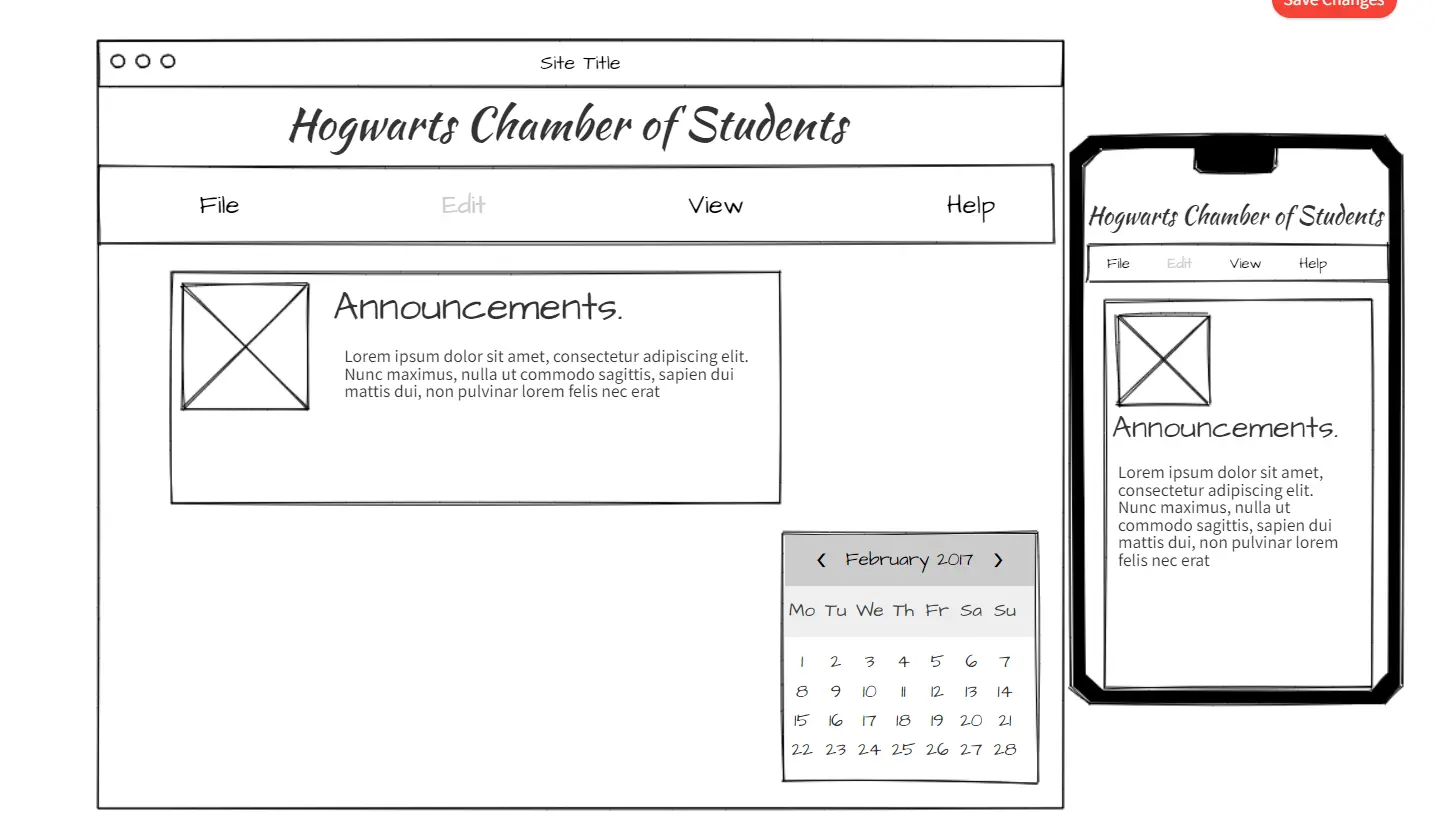 Save Changes
Site Title
Hogwarts Chamber of Students
File Edit View Help
Announcements.
Lorem ipsum dolor sit amet, consectetur adipiscing elit.
Nunc maximus, nulla ut commodo sagittis, sapien dui
mattis dui, non pulvinar lorem felis nec erat
February 2017
Mo Tu We Th Fr Sa Su
1 2 3 4 5 6 7
8 9 10 11 12 13 14
15 16 17 18 19 20 21
22 23 24 25 26 27 28
Hogwarts Chamber of Students
File Edit View Help
Announcements.
Lorem ipsum dolor sit amet,
consectetur adipiscing elit.
Nunc maximus, nulla ut
commodo sagittis, sapien dui
mattis dui, non pulvinar lorem
felis nec erat